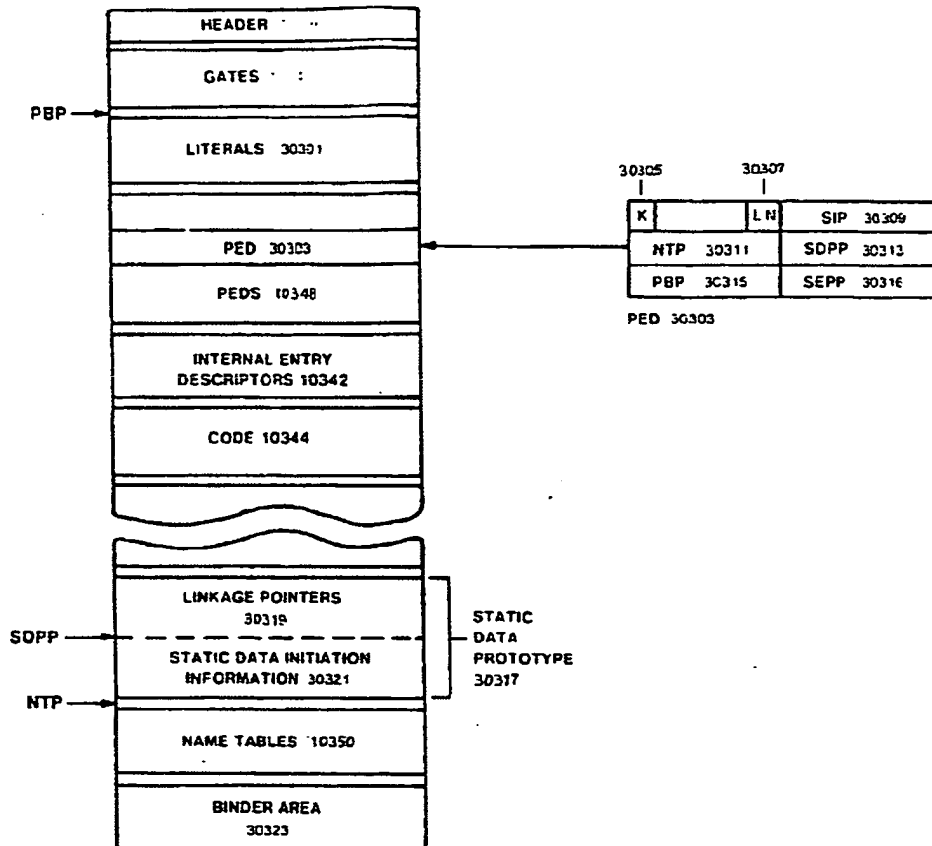 HEADER
GATES
PBP
LITERALS 30301
30305
30307
K
LN
SIP 30309
PED 30303
NTP 30311
SDPP 30313
PEDS 10348
PBP 30315
SEPP 30316
PED 30303
INTERNAL ENTRY
DESCRIPTORS 10342
CODE 10344
LINKAGE POINTERS
30319
SDPP
STATIC DATA INITIATION
INFORMATION 30321
STATIC
DATA
PROTOTYPE
30317
NTP
NAME TABLES 10350
BINDER AREA
30323